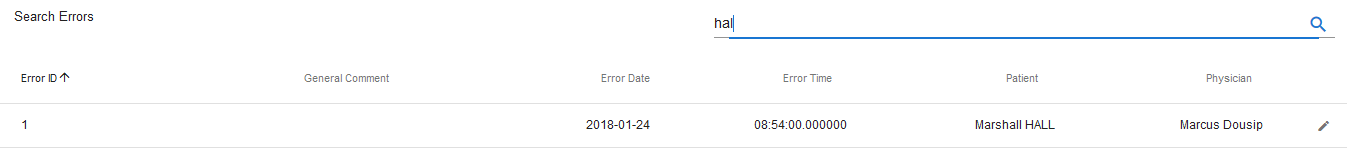 Search Errors
hal
Error ID General Comment Error Date Error Time Patient Physician
1 2018-01-24 08:54:00.000000 Marshall HALL Marcus Dousip